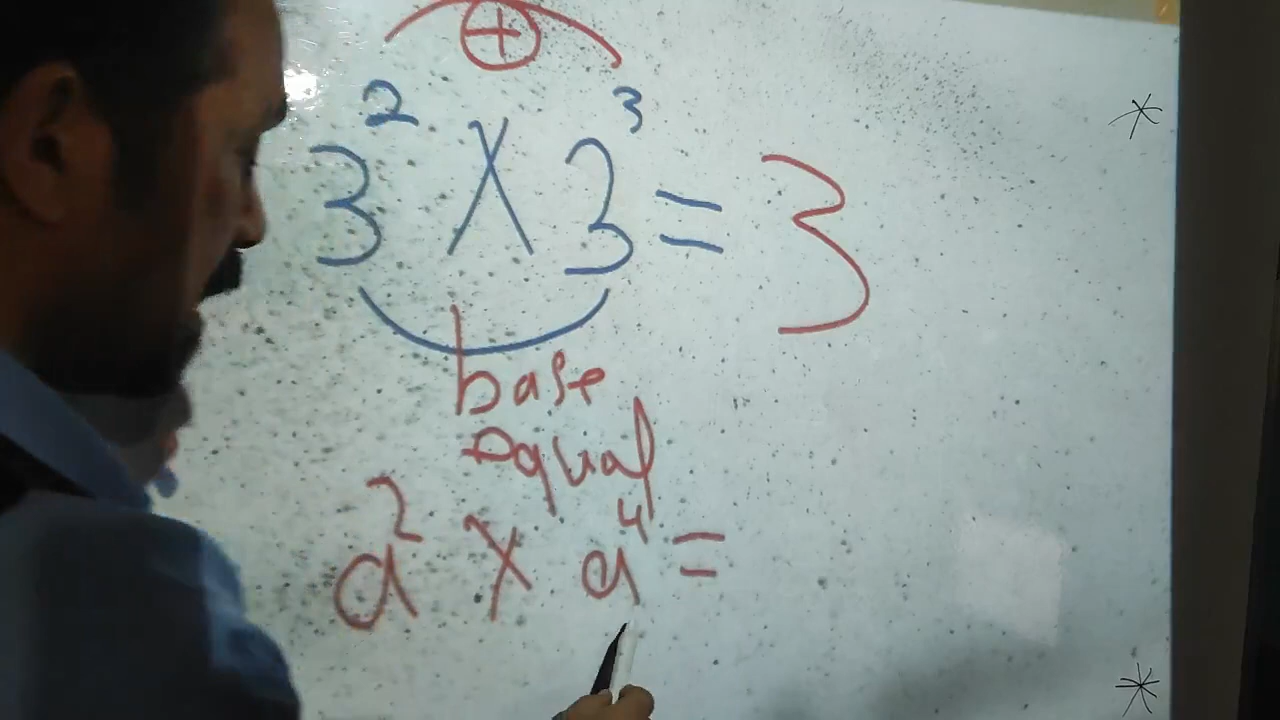 +
3² X 3³ = 3
base
equal
a² X a⁴ =